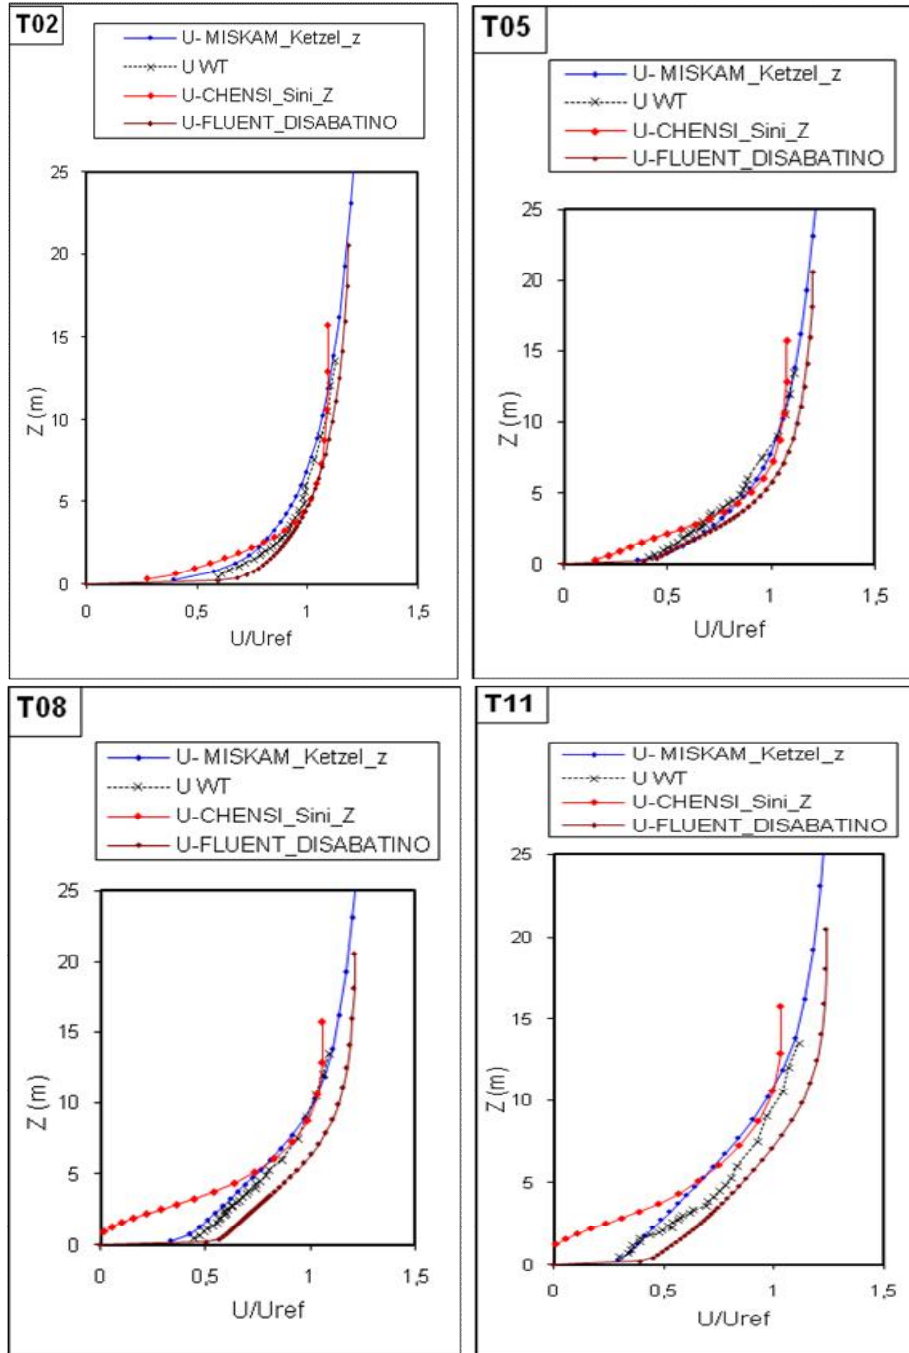 T02
U- MISKAM_Ketzel_z
U WT
U-CHENSI_Sini_Z
U-FLUENT_DISABATINO
25
20
15
10
5
0
Z (m)
0
0,5
1
1,5
U/Uref
T05
U- MISKAM_Ketzel_z
U WT
U-CHENSI_Sini_Z
U-FLUENT_DISABATINO
25
20
15
10
5
0
Z (m)
0
0,5
1
1,5
U/Uref
T08
U- MISKAM_Ketzel_z
U WT
U-CHENSI_Sini_Z
U-FLUENT_DISABATINO
25
20
15
10
5
0
Z (m)
0
0,5
1
1,5
U/Uref
T11
U- MISKAM_Ketzel_z
U WT
U-CHENSI_Sini_Z
U-FLUENT_DISABATINO
25
20
15
10
5
0
Z (m)
0
0,5
1
1,5
U/Uref